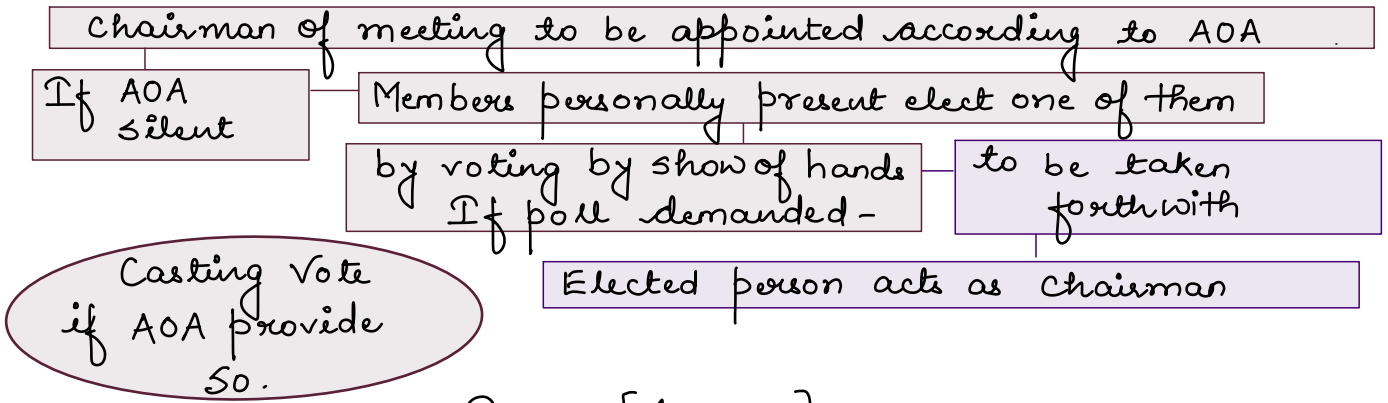 Chairman of meeting to be appointed according to AOA
If AOA
silent
Members personally present elect one of them
by voting by show of hands
If poll demanded -
to be taken
forthwith
Elected person acts as Chairman
Casting Vote
if AOA provide
so.